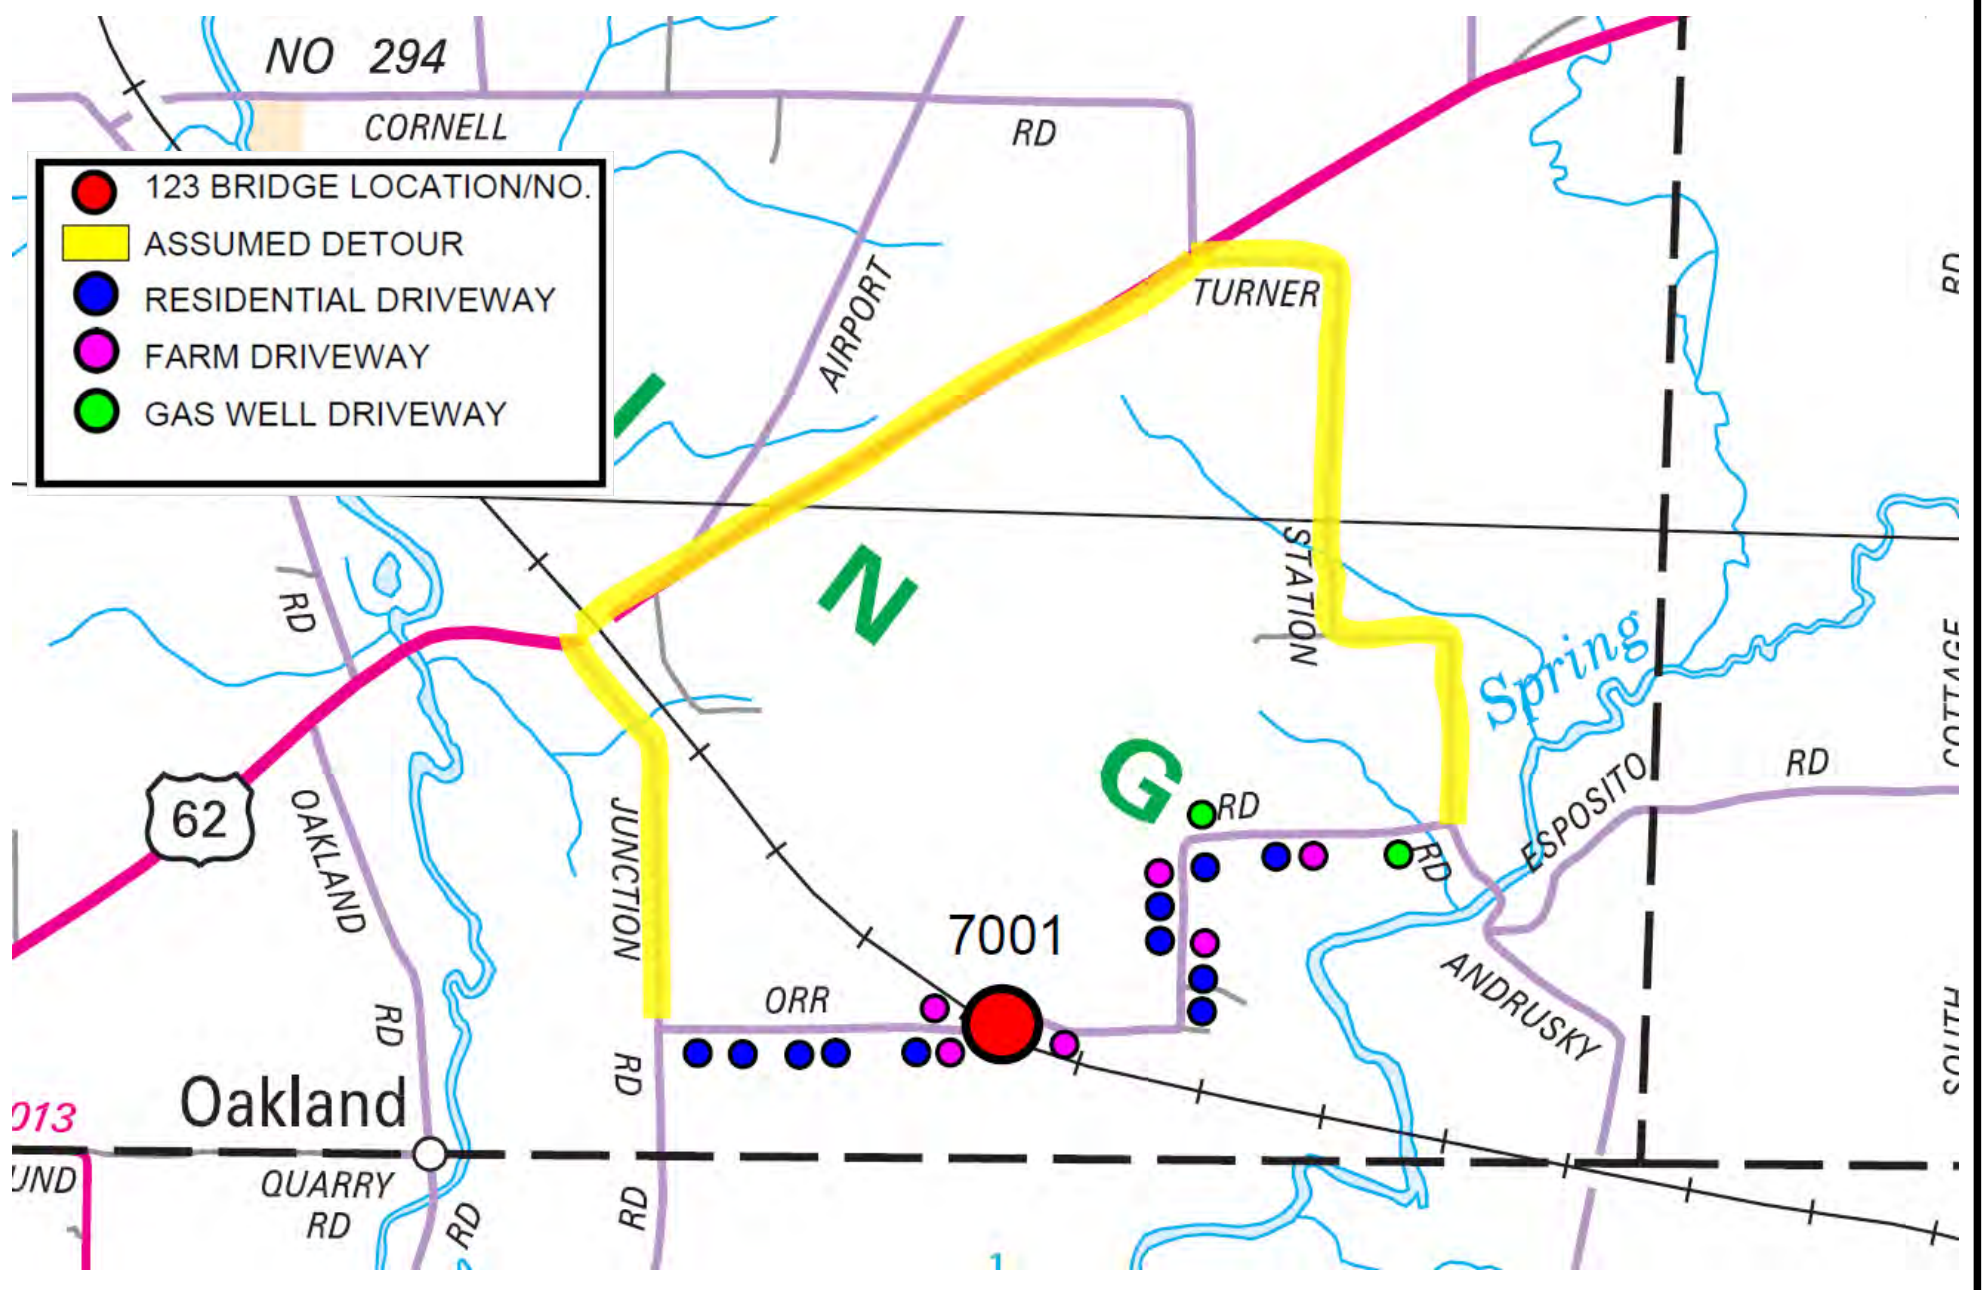 NO 294
CORNELL
RD
123 BRIDGE LOCATION/NO.
ASSUMED DETOUR
RESIDENTIAL DRIVEWAY
FARM DRIVEWAY
GAS WELL DRIVEWAY
AIRPORT
TURNER
RD
N
STATION
RD
Spring
COTTAGE
G
RD
ESPOSITO
RD
62
OAKLAND
JUNCTION
RD
7001
ANDRUSKY
ORR
RD
RD
SOUTH
Oakland
013
UND
QUARRY
RD
RD
RD
1